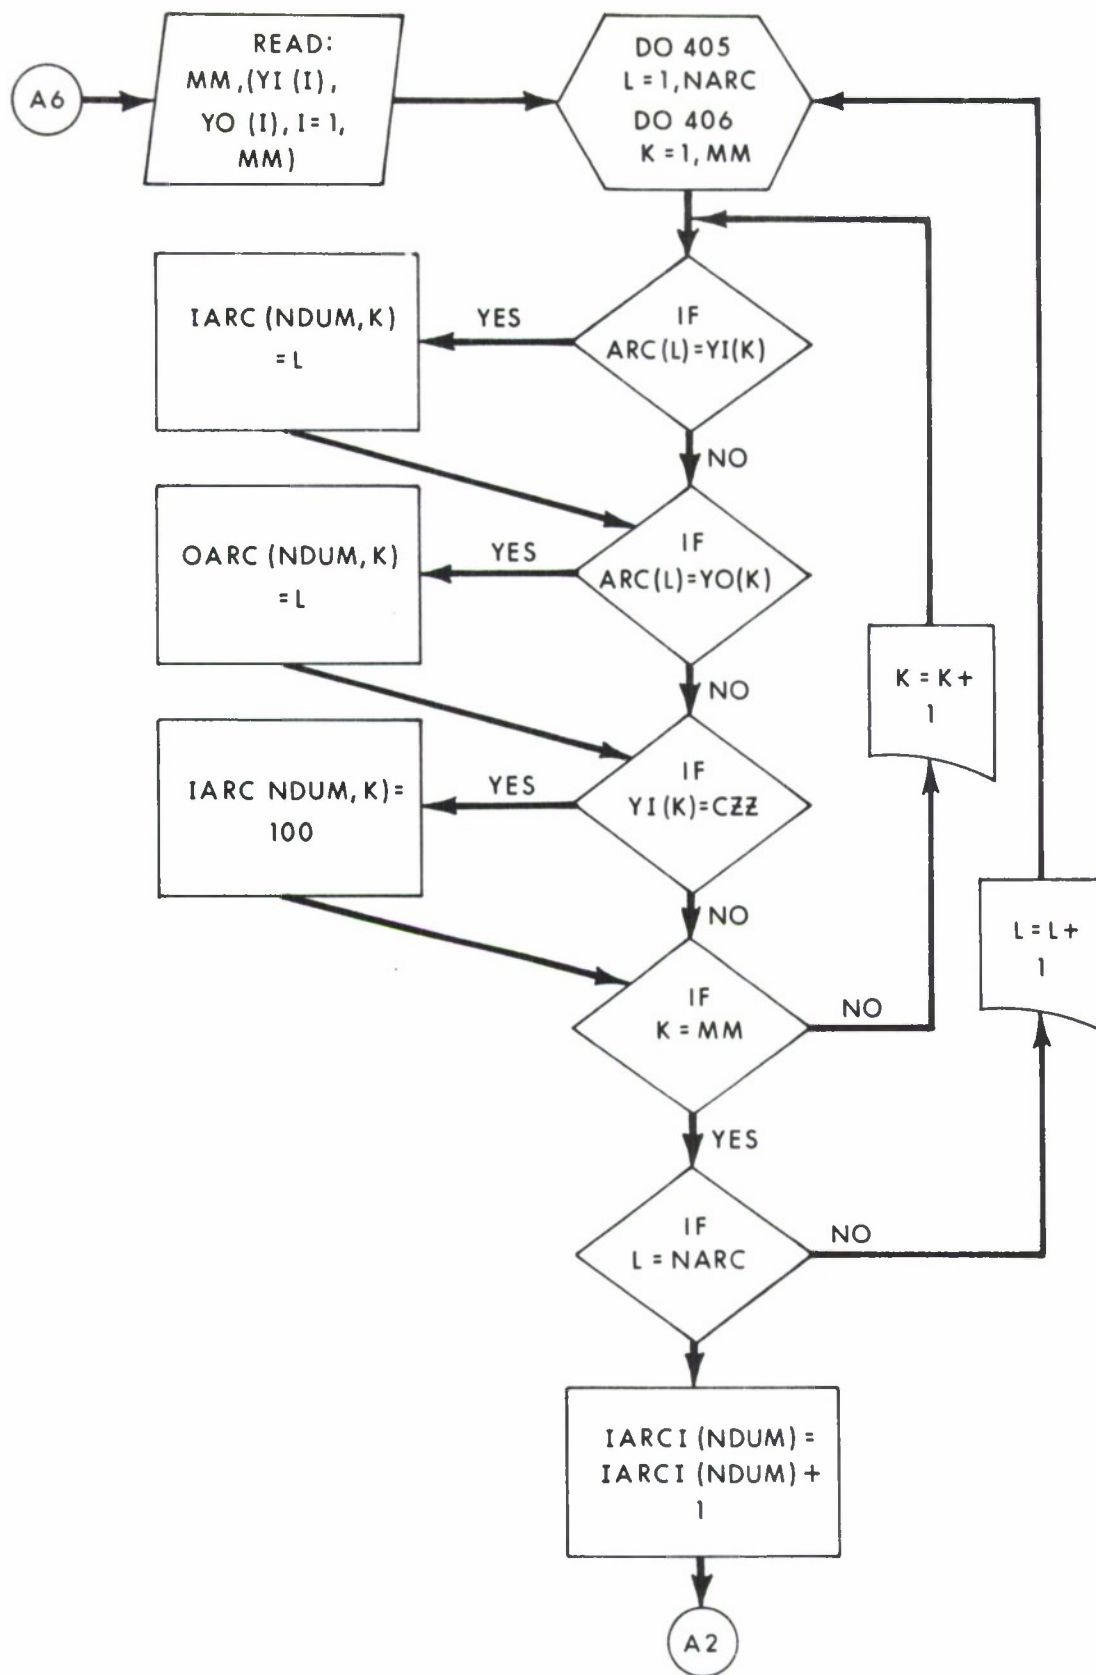 A6
READ:
MM,(YI (I),
YO (I), I=1,
MM)
DO 405
L=1,NARC
DO 406
K=1,MM
IF
ARC(L)=YI(K)
YES
IARC (NDUM,K)
=L
NO
IF
ARC(L)=YO(K)
YES
OARC (NDUM,K)
=L
NO
IF
YI(K)=CƵƵ
YES
IARC NDUM,K)=
100
NO
IF
K=MM
NO
K=K+
1
YES
IF
L=NARC
NO
L=L+
1
IARCI (NDUM)=
IARCI (NDUM)+
1
A2